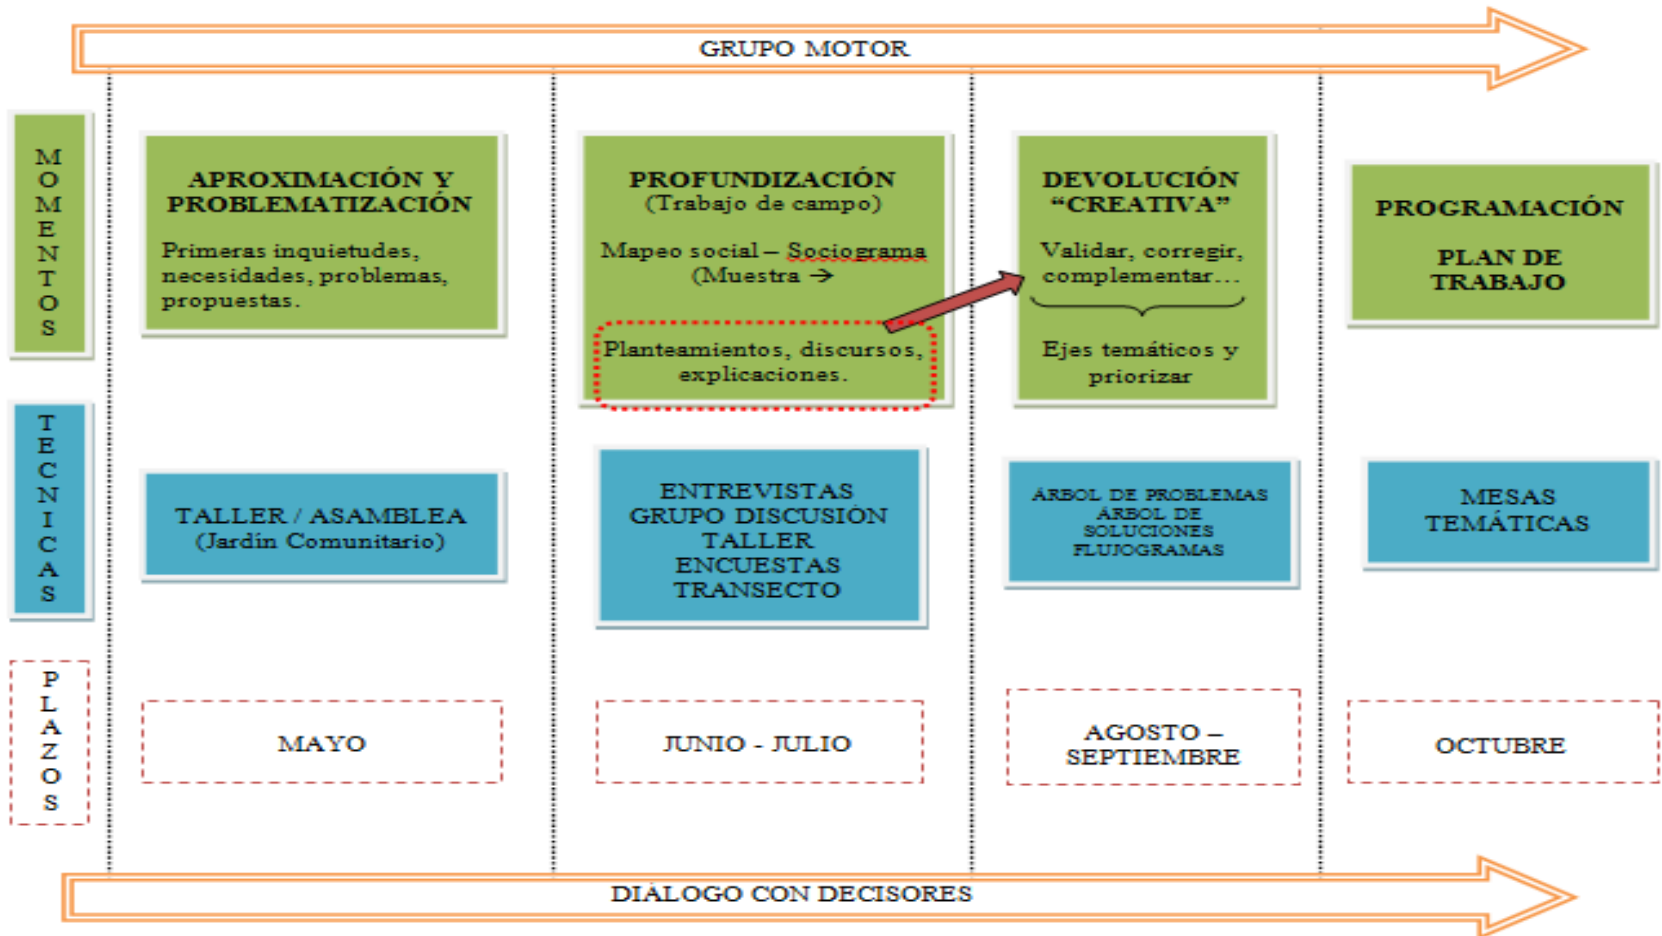 GRUPO MOTOR
MOMENTOS
APROXIMACIÓN Y
PROBLEMATIZACIÓN
Primeras inquietudes,
necesidades, problemas,
propuestas.
PROFUNDIZACIÓN
(Trabajo de campo)
Mapeo social – Sociograma
(Muestra →
Planteamientos, discursos,
explicaciones.
DEVOLUCIÓN
“CREATIVA”
Validar, corregir,
complementar…
Ejes temáticos y
priorizar
PROGRAMACIÓN
PLAN DE
TRABAJO
TECNICAS
TALLER / ASAMBLEA
(Jardín Comunitario)
ENTREVISTAS
GRUPO DISCUSIÓN
TALLER
ENCUESTAS
TRANSECTO
ÁRBOL DE PROBLEMAS
ÁRBOL DE
SOLUCIONES
FLUJOGRAMAS
MESAS
TEMÁTICAS
PLAZOS
MAYO
JUNIO - JULIO
AGOSTO –
SEPTIEMBRE
OCTUBRE
DIÁLOGO CON DECISORES